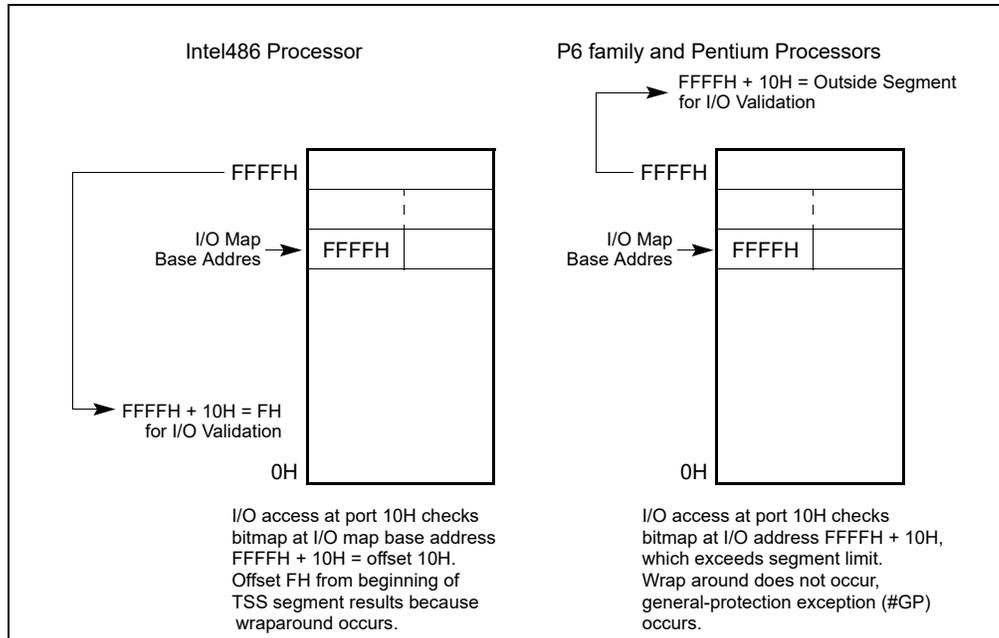 Intel486 Processor
FFFFH
I/O Map
Base Addres
FFFFH
FFFFH + 10H = FH
for I/O Validation
0H
I/O access at port 10H checks
bitmap at I/O map base address
FFFFH + 10H = offset 10H.
Offset FH from beginning of
TSS segment results because
wraparound occurs.
P6 family and Pentium Processors
FFFFH + 10H = Outside Segment
for I/O Validation
FFFFH
I/O Map
Base Addres
FFFFH
0H
I/O access at port 10H checks
bitmap at I/O address FFFFH + 10H,
which exceeds segment limit.
Wrap around does not occur,
general-protection exception (#GP)
occurs.